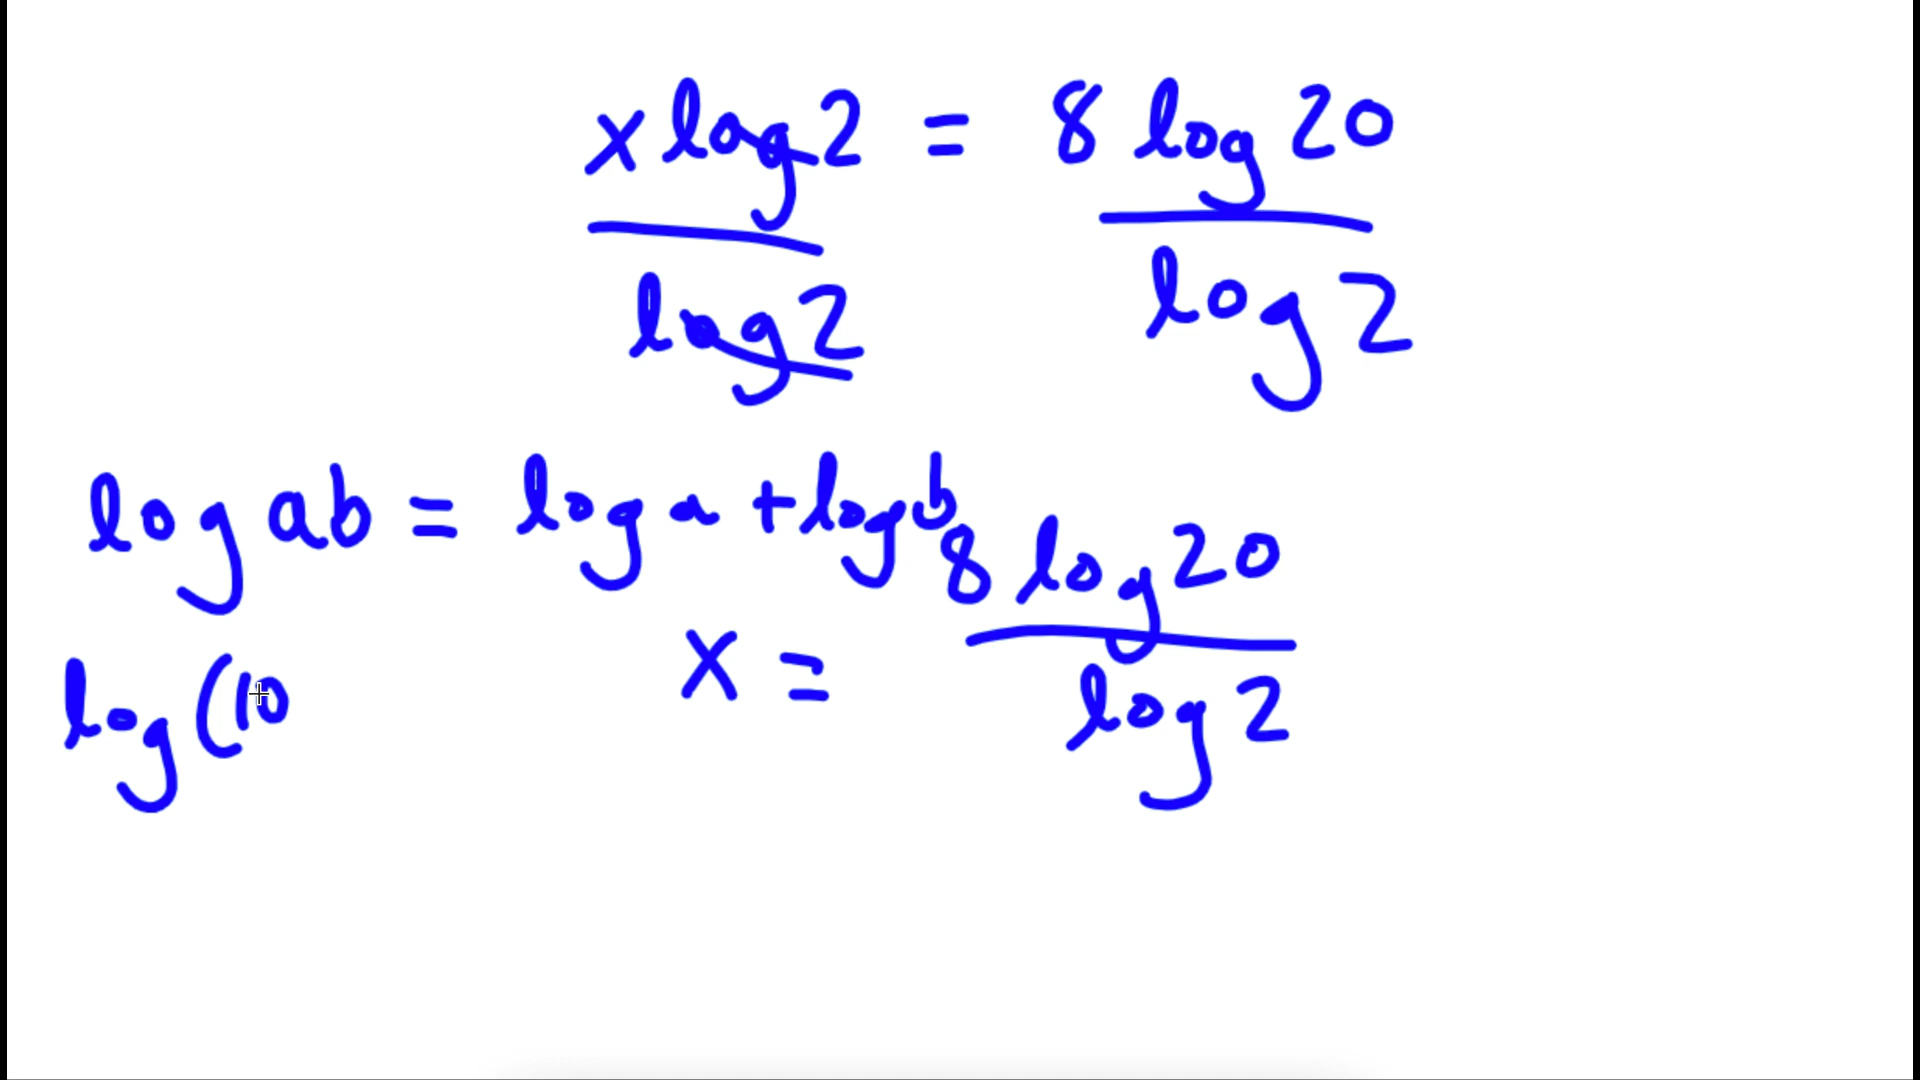 x log 2 = 8 log 20
log 2 log 2
log ab = log a + log b
8 log 20
x =
log 2
log (10